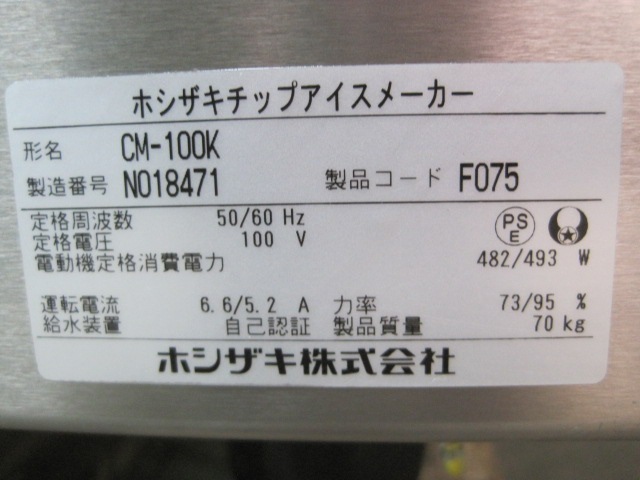 ホシザキチップアイスメーカー
形名 CM-100K
製造番号 N018471 製品コード F075
定格周波数 50/60 Hz
定格電圧 100 V
PS E
電動機定格消費電力 482/493 W
運転電流 6.6/5.2 A 力率 73/95 %
給水装置 自己認証 製品質量 70 kg
ホシザキ株式会社